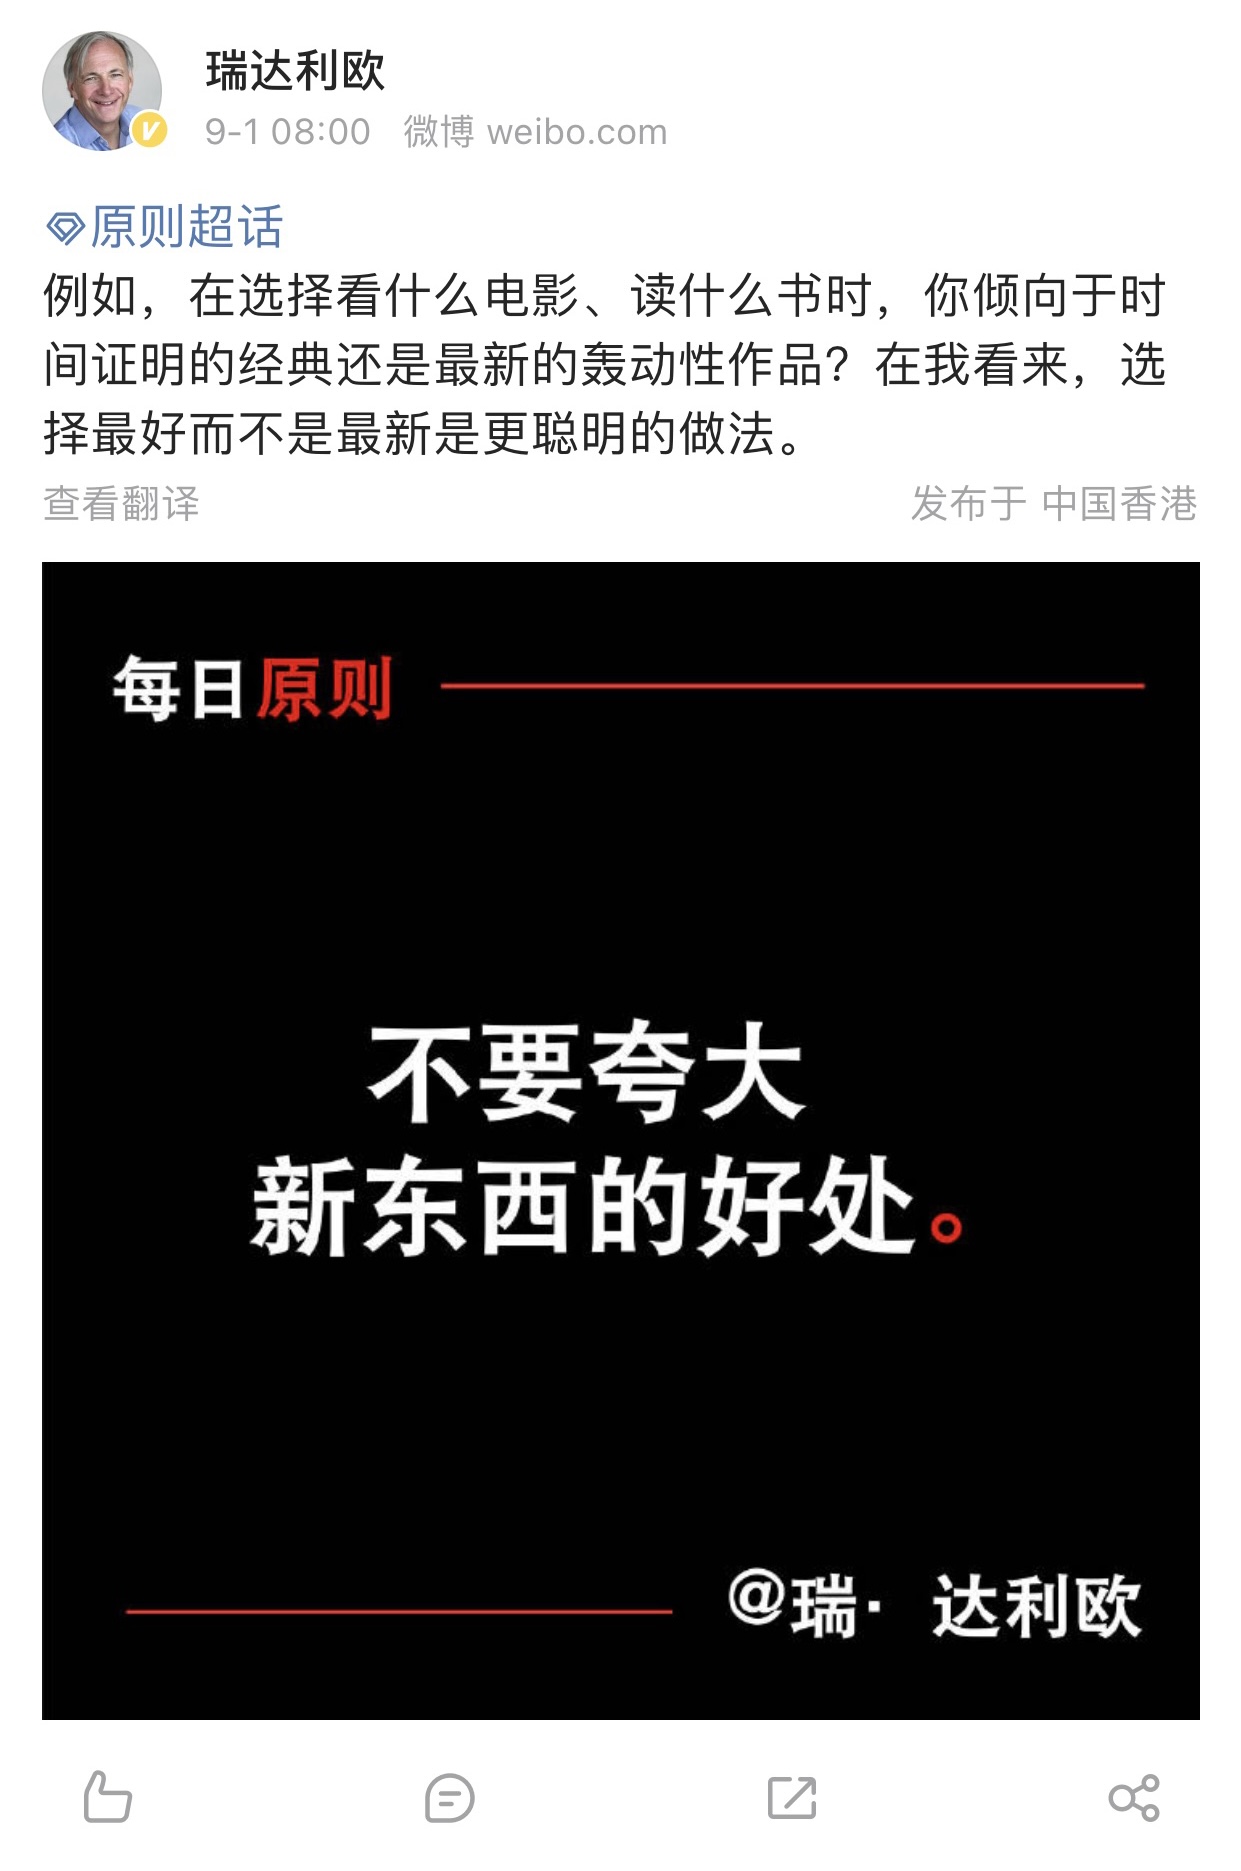 瑞达利欧
9-1 08:00 微博 weibo.com
原则超话
例如，在选择看什么电影、读什么书时，你倾向于时
间证明的经典还是最新的轰动性作品？在我看来，选
择最好而不是最新是更聪明的做法。
查看翻译 发布于 中国香港
每日原则
不要夸大
新东西的好处。
@瑞· 达利欧